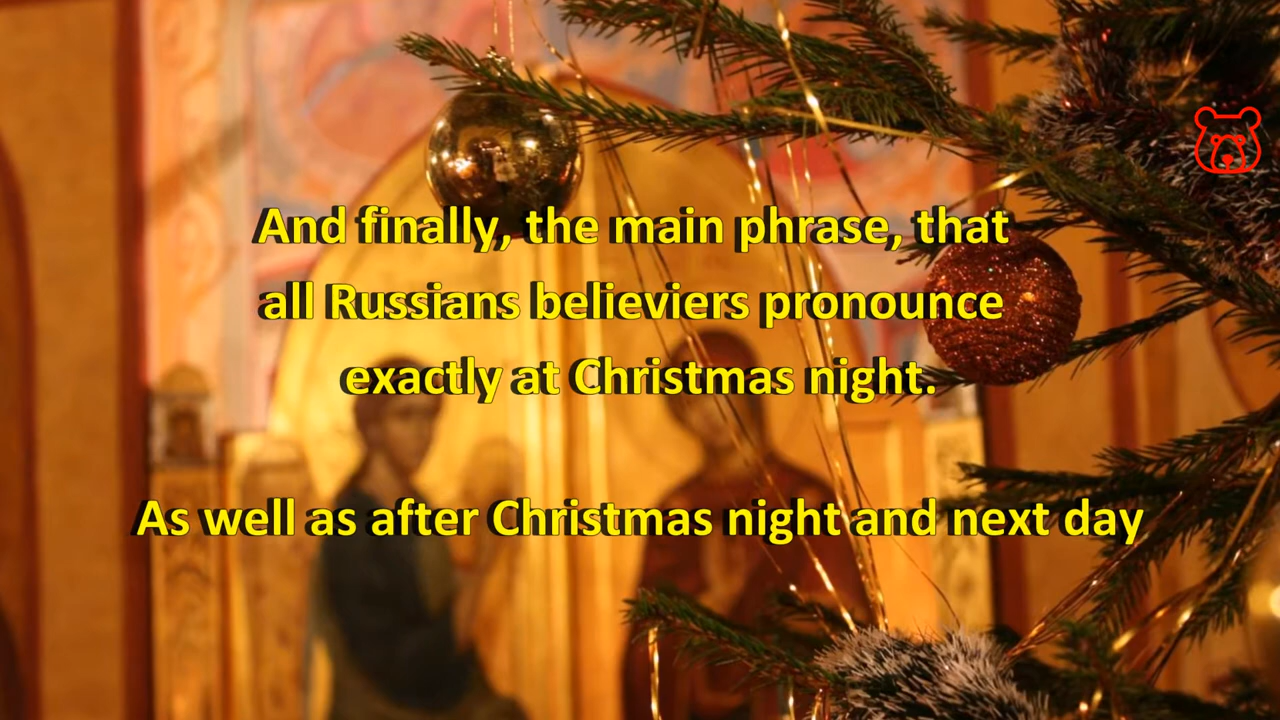 And finally, the main phrase, that
all Russians believiers pronounce
exactly at Christmas night.
As well as after Christmas night and next day